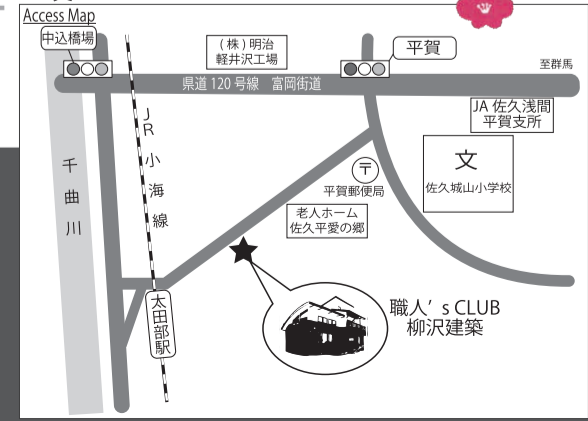 Access Map
中込橋場
(株)明治
軽井沢工場
平賀
至群馬
県道120号線 富岡街道
JA佐久浅間
平賀支所
JR小海線
千曲川
〒
平賀郵便局
文
佐久城山小学校
老人ホーム
佐久平愛の郷
太田部駅
職人's CLUB
柳沢建築